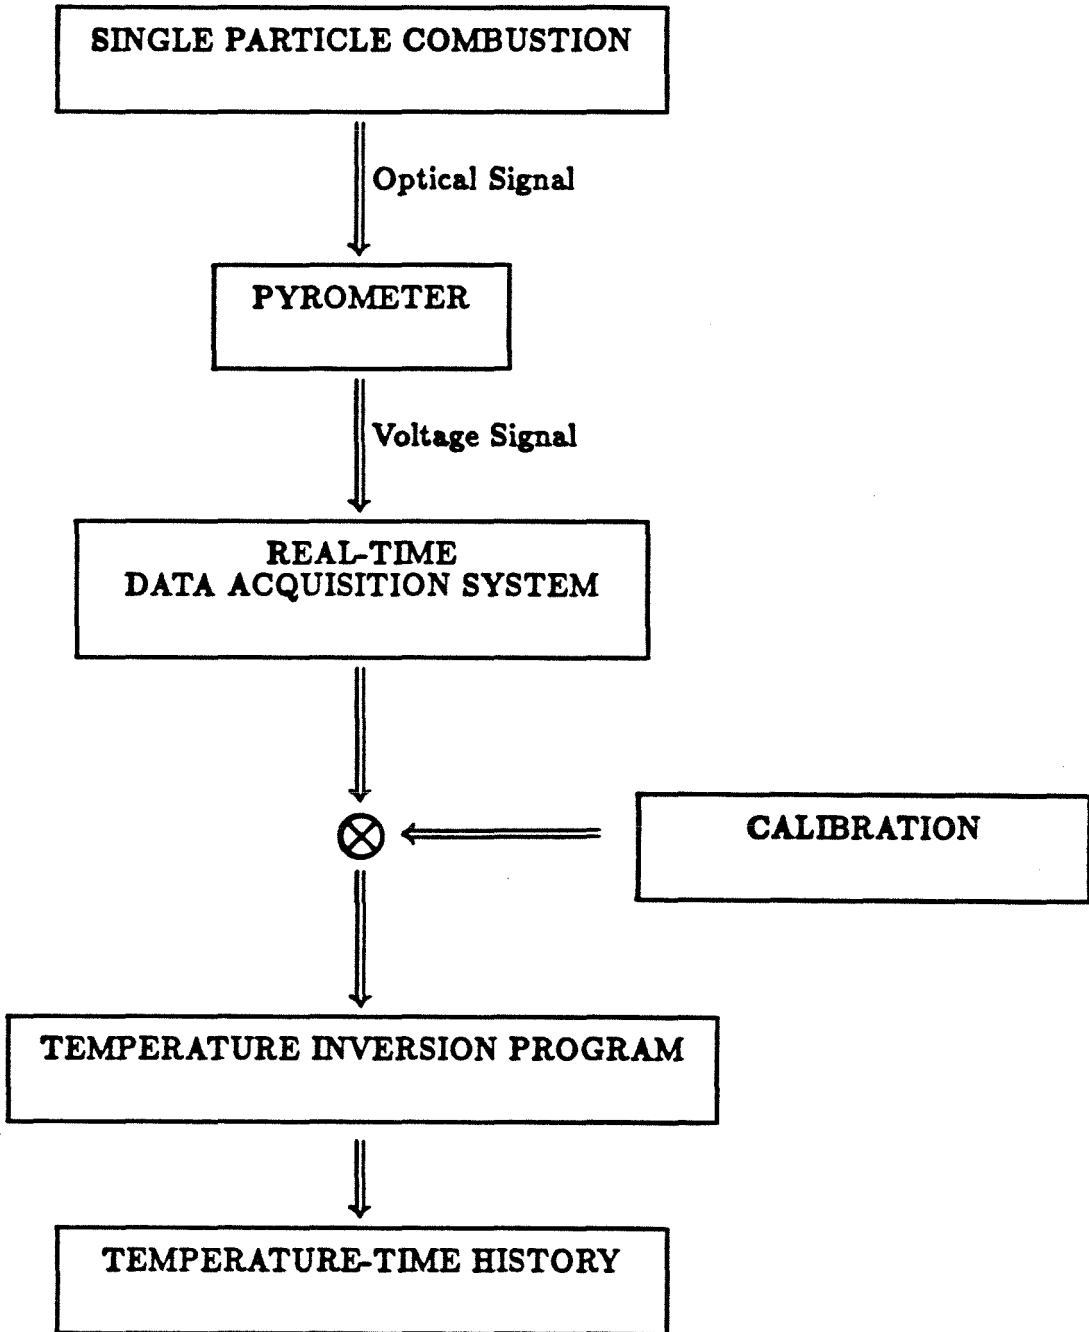 SINGLE PARTICLE COMBUSTION
Optical Signal
PYROMETER
Voltage Signal
REAL-TIME
DATA ACQUISITION SYSTEM
CALIBRATION
TEMPERATURE INVERSION PROGRAM
TEMPERATURE-TIME HISTORY